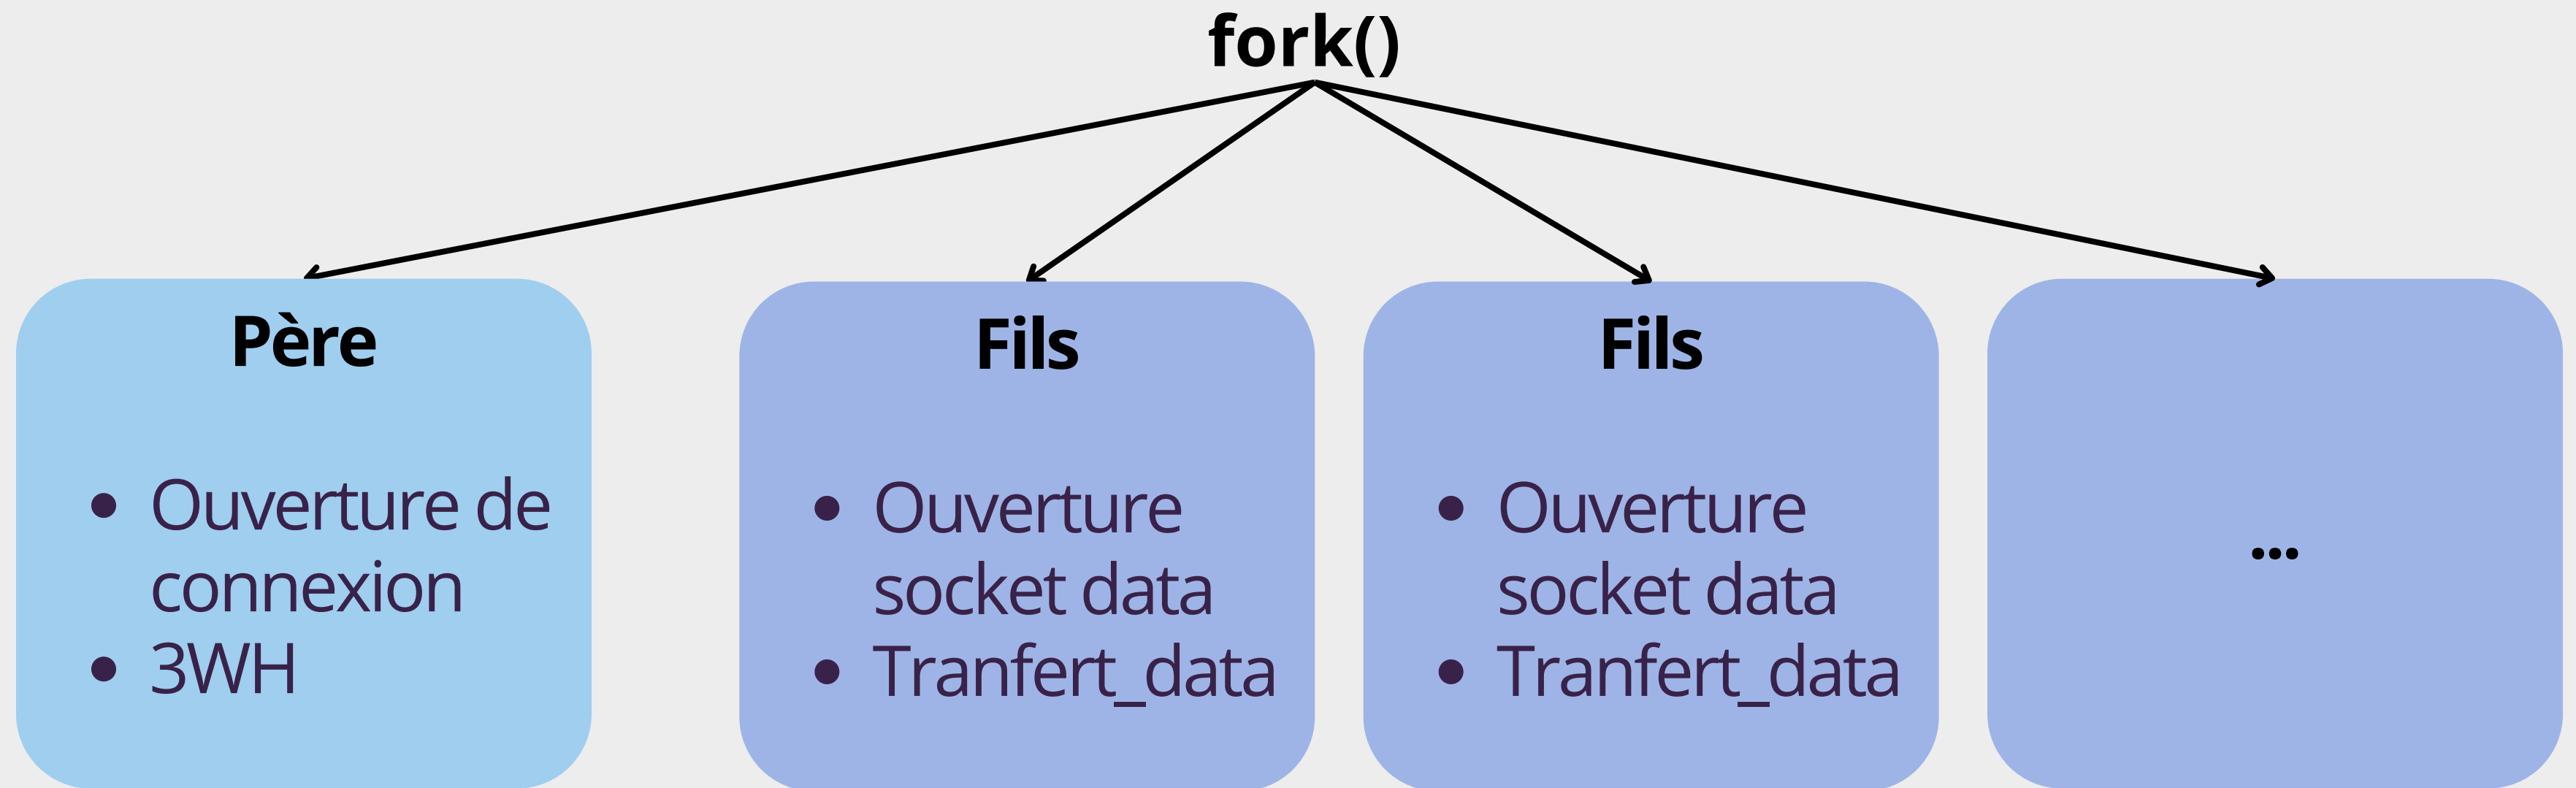 fork()
Père
• Ouverture de
connexion
• 3WH
Fils
• Ouverture
socket data
• Tranfert_data
Fils
• Ouverture
socket data
• Tranfert_data
...